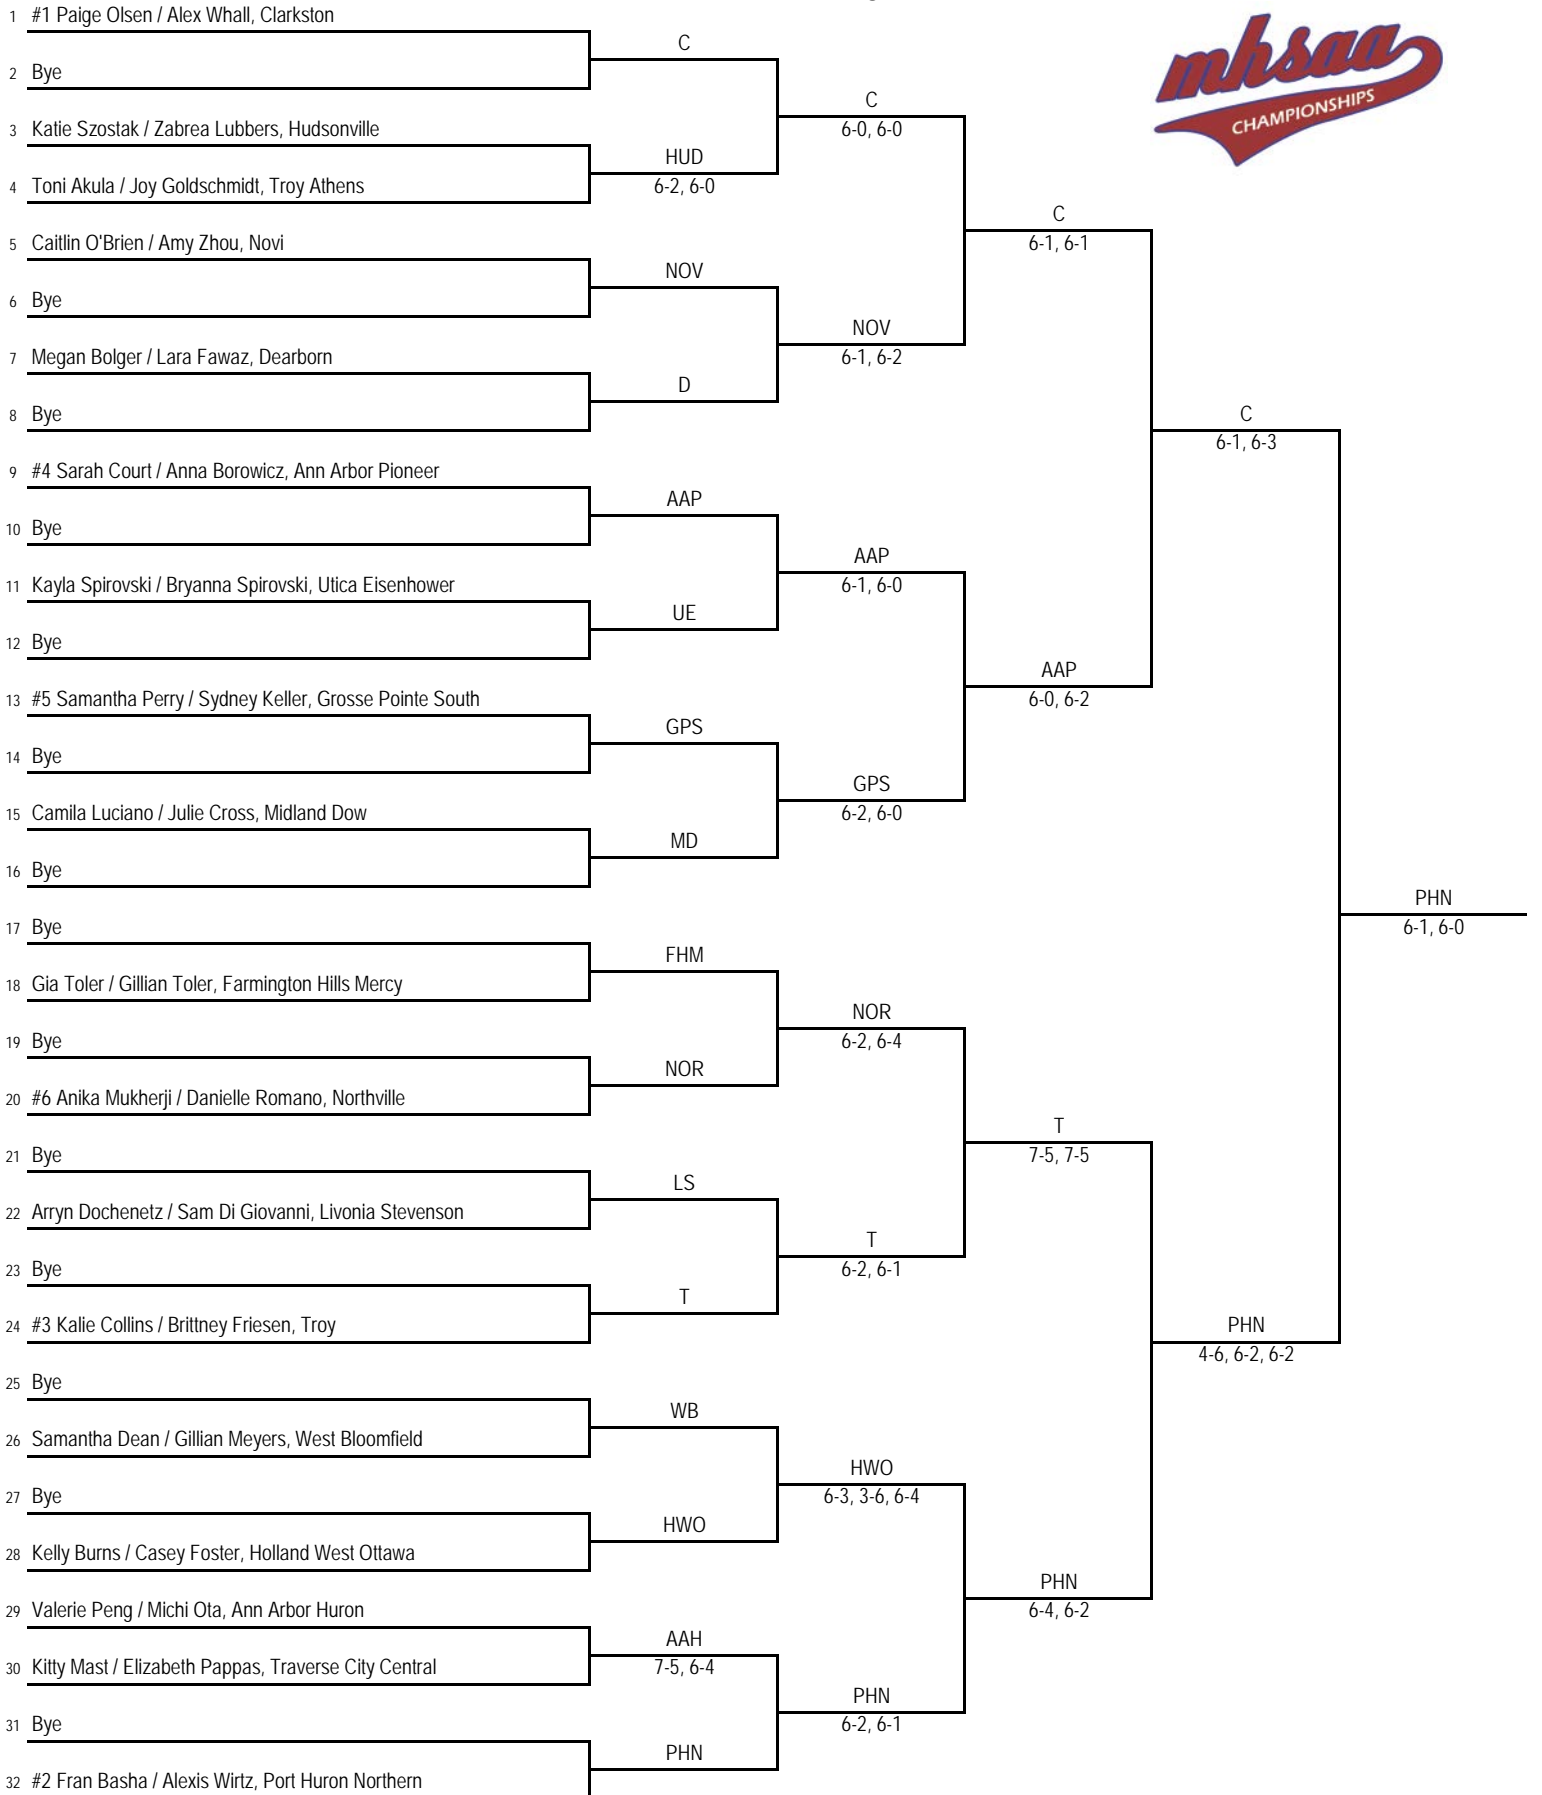 mhsaa
CHAMPIONSHIPS
1 #1 Paige Olsen / Alex Whall, Clarkston
C
2 Bye
C
6-0, 6-0
3 Katie Szostak / Zabrea Lubbers, Hudsonville
HUD
6-2, 6-0
4 Toni Akula / Joy Goldschmidt, Troy Athens
C
6-1, 6-1
5 Caitlin O'Brien / Amy Zhou, Novi
NOV
6 Bye
NOV
6-1, 6-2
7 Megan Bolger / Lara Fawaz, Dearborn
D
8 Bye
C
6-1, 6-3
9 #4 Sarah Court / Anna Borowicz, Ann Arbor Pioneer
AAP
10 Bye
AAP
6-1, 6-0
11 Kayla Spirovski / Bryanna Spirovski, Utica Eisenhower
UE
12 Bye
AAP
6-0, 6-2
13 #5 Samantha Perry / Sydney Keller, Grosse Pointe South
GPS
14 Bye
GPS
6-2, 6-0
15 Camila Luciano / Julie Cross, Midland Dow
MD
16 Bye
PHN
6-1, 6-0
17 Bye
FHM
18 Gia Toler / Gillian Toler, Farmington Hills Mercy
NOR
6-2, 6-4
19 Bye
NOR
20 #6 Anika Mukherji / Danielle Romano, Northville
T
7-5, 7-5
21 Bye
LS
22 Arryn Dochenetz / Sam Di Giovanni, Livonia Stevenson
T
6-2, 6-1
23 Bye
T
24 #3 Kalie Collins / Brittney Friesen, Troy
PHN
4-6, 6-2, 6-2
25 Bye
WB
26 Samantha Dean / Gillian Meyers, West Bloomfield
HWO
6-3, 3-6, 6-4
27 Bye
HWO
28 Kelly Burns / Casey Foster, Holland West Ottawa
PHN
6-4, 6-2
29 Valerie Peng / Michi Ota, Ann Arbor Huron
AAH
7-5, 6-4
30 Kitty Mast / Elizabeth Pappas, Traverse City Central
PHN
6-2, 6-1
31 Bye
PHN
32 #2 Fran Basha / Alexis Wirtz, Port Huron Northern